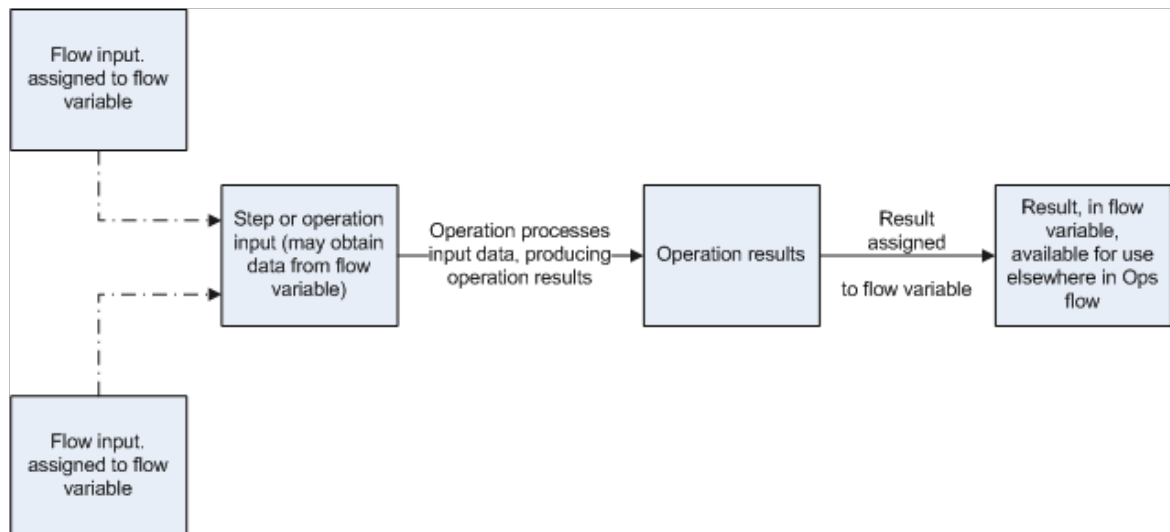 Flow input.
assigned to flow
variable
Step or operation
input (may obtain
data from flow
variable)
Operation processes
input data, producing
operation results
Operation results
Result
assigned
to flow variable
Result, in flow
variable,
available for use
elsewhere in Ops
flow
Flow input.
assigned to flow
variable